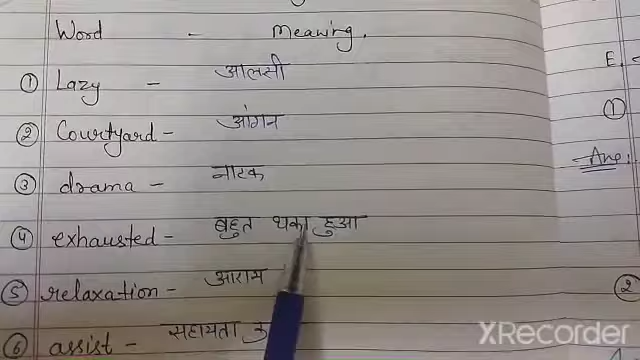 Word - Meaning.
① Lazy - आलसी
② Courtyard - आंगन
③ drama - नाटक
④ exhausted - बहुत थका हुआ
⑤ relaxation - आराम
⑥ assist - सहायता
E.
①
Ans.
②
XRecorder